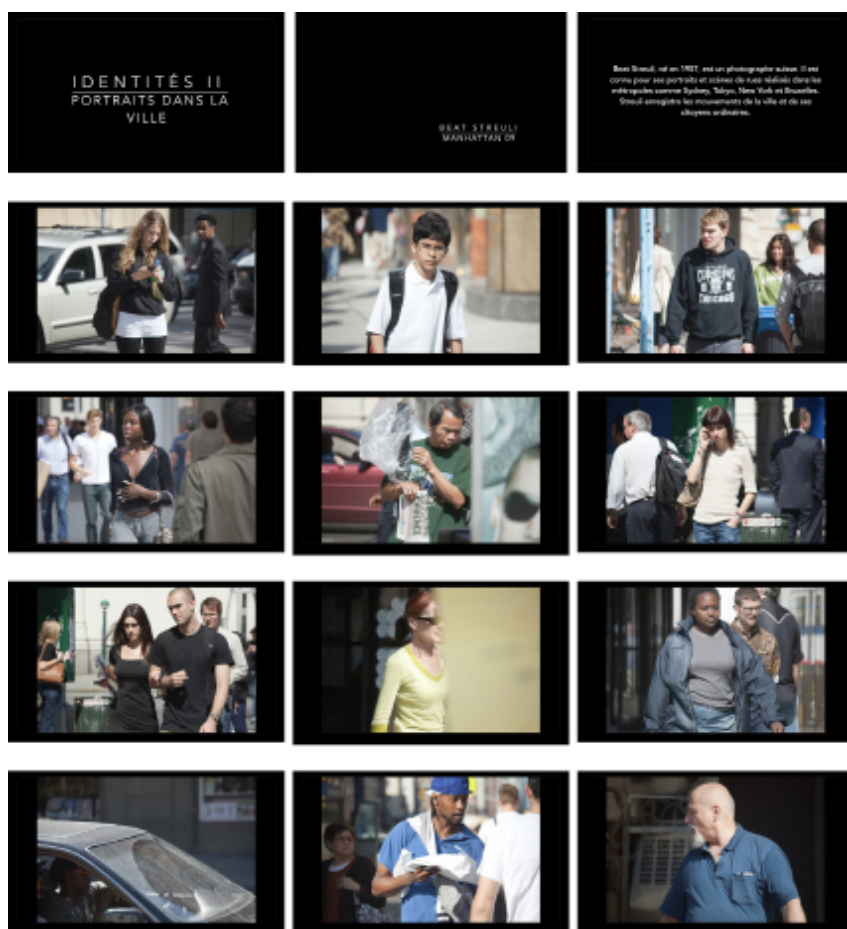 IDENTITÉS II
PORTRAITS DANS LA
VILLE
BEAT STREULI
MANHATTAN 09
Beat Streuli, né en 1957, est un photographe suisse. Il est
connu pour ses portraits et scènes de rues réalisés dans les
métropoles comme Sydney, Tokyo, New York et Bruxelles.
Streuli enregistre les mouvements de la ville et de ses
citoyens ordinaires.
CHICAGO